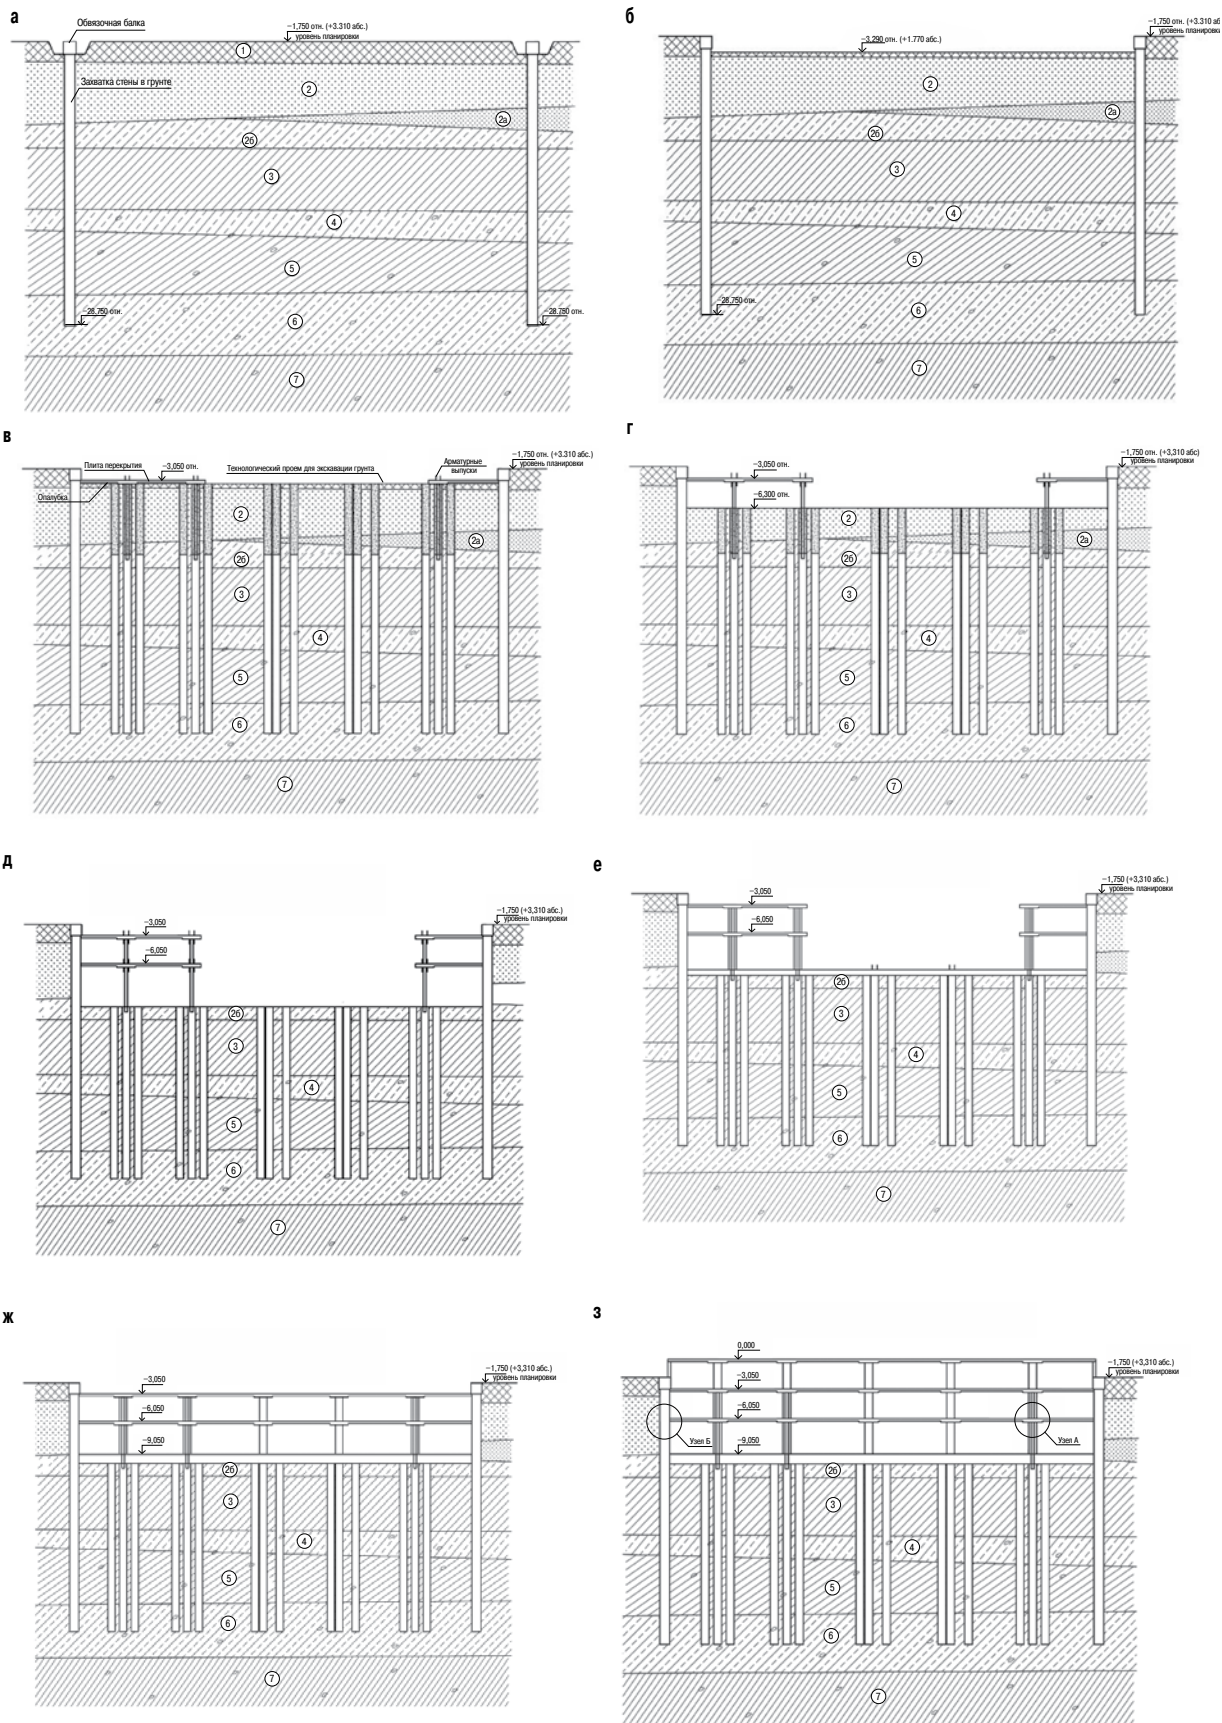 а
Обвязочная балка
−1,750 отн. (+3.310 абс.)
уровень планировки
1
Захватка стены в грунте
2
2а
2б
3
4
5
−28.750 отн.
−28.750 отн.
6
7
б
−1,750 отн. (+3.310 абс.)
уровень планировки
−3,290 отн. (+1.770 абс.)
2
2а
2б
3
4
5
6
−28.750 отн.
7
в
Плита перекрытия
−3,050 отн.
Технологический проем для экскавации грунта
Арматурные
выпуски
−1,750 отн. (+3.310 абс.)
уровень планировки
Опалубка
2
2а
2б
3
4
5
6
7
г
−3,050 отн.
−1,750 отн. (+3,310 абс)
уровень планировки
−6,300 отн.
2
2а
2б
3
4
5
6
7
д
−3,050
−1,750 (+3,310 абс.)
уровень планировки
−6,050
2б
3
4
5
6
7
е
−3,050
−1,750 (+3,310 абс.)
уровень планировки
−6,050
2б
3
4
5
6
7
ж
−3,050
−1,750 (+3,310 абс.)
уровень планировки
−6,050
−9,050
2б
3
4
5
6
7
з
0,000
−3,050
−1,750 (+3,310 абс.)
уровень планировки
−6,050
Узел Б
−9,050
Узел А
2б
3
4
5
6
7